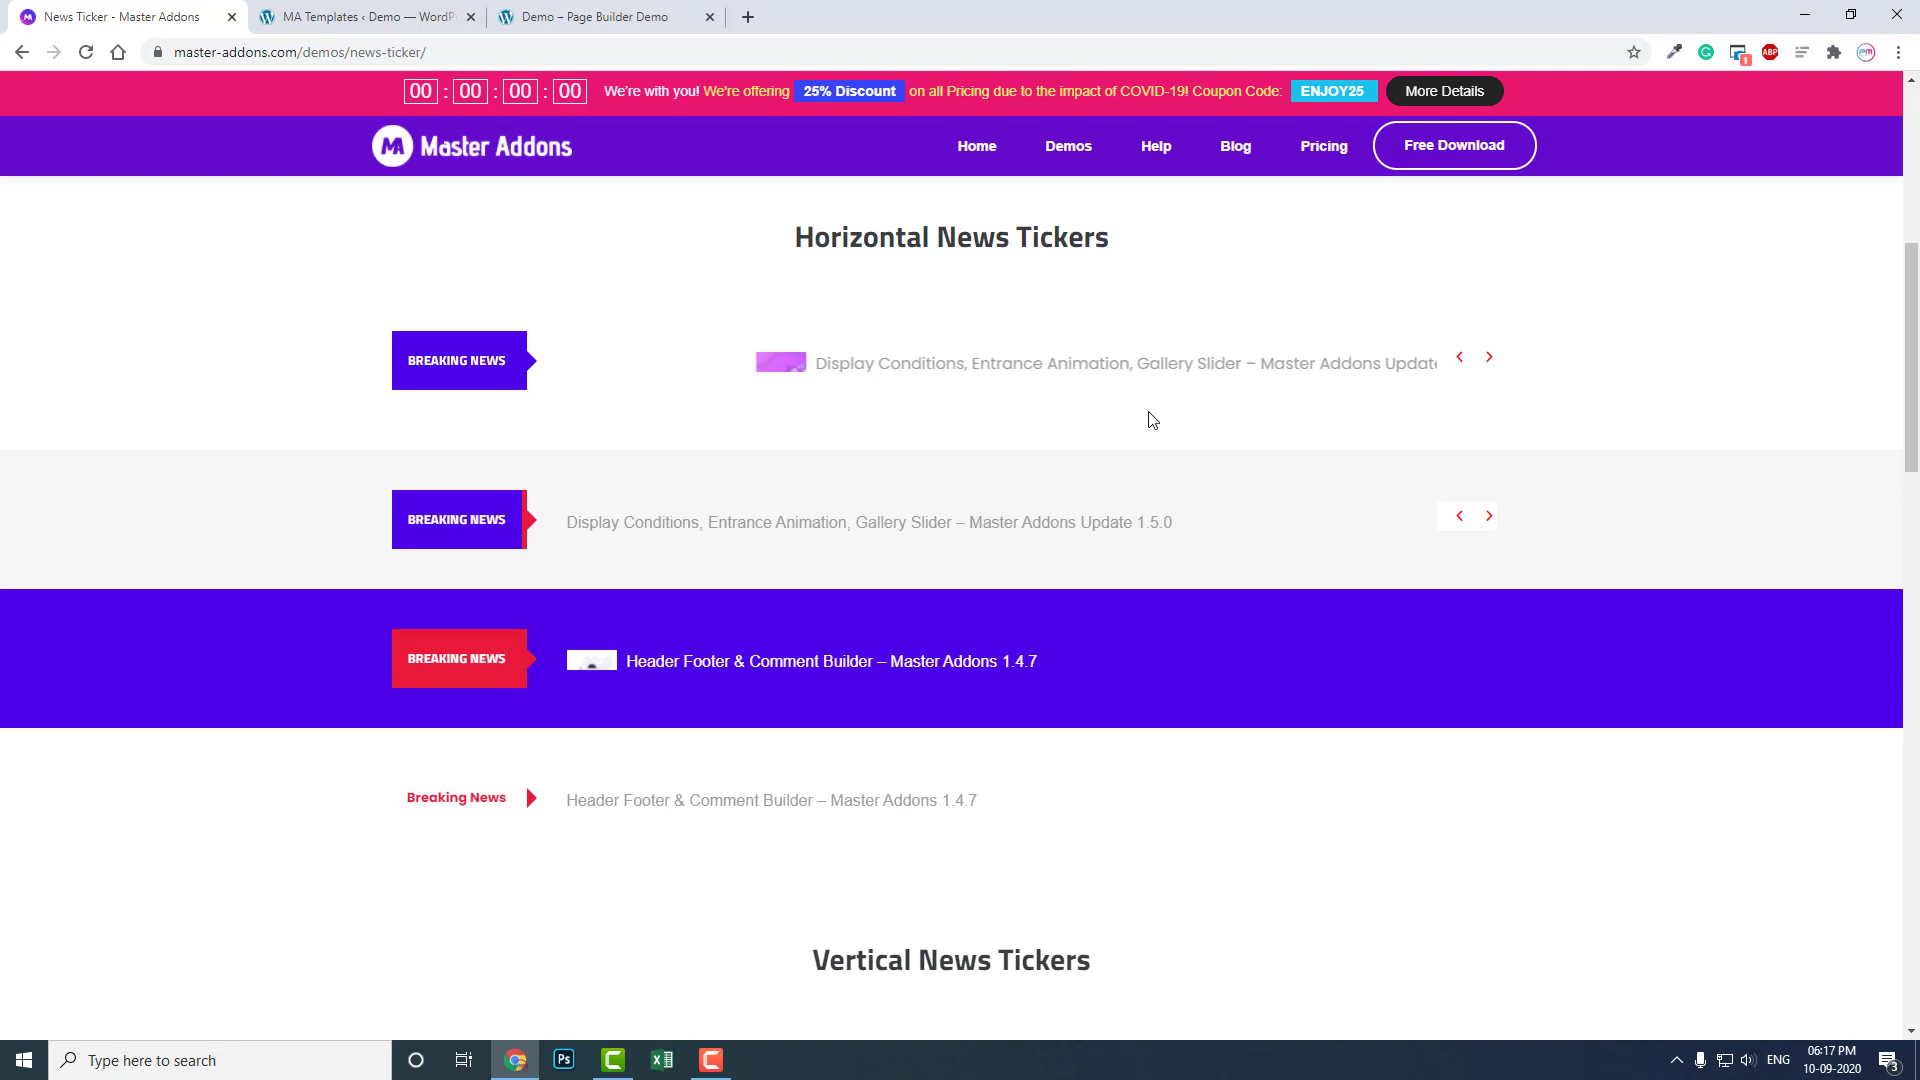 News Ticker - Master Addons
MA Templates ‹ Demo — WordP
Demo – Page Builder Demo
master-addons.com/demos/news-ticker/
1
ABP
00 : 00 : 00 : 00 We're with you! We're offering 25% Discount on all Pricing due to the impact of COVID-19! Coupon Code: ENJOY25 More Details
MA Master Addons
Home Demos Help Blog Pricing Free Download
Horizontal News Tickers
BREAKING NEWS Display Conditions, Entrance Animation, Gallery Slider – Master Addons Update
BREAKING NEWS Display Conditions, Entrance Animation, Gallery Slider – Master Addons Update 1.5.0
BREAKING NEWS Header Footer & Comment Builder – Master Addons 1.4.7
Breaking News Header Footer & Comment Builder – Master Addons 1.4.7
Vertical News Tickers
Type here to search
Ps
ENG
06:17 PM
10-09-2020
3